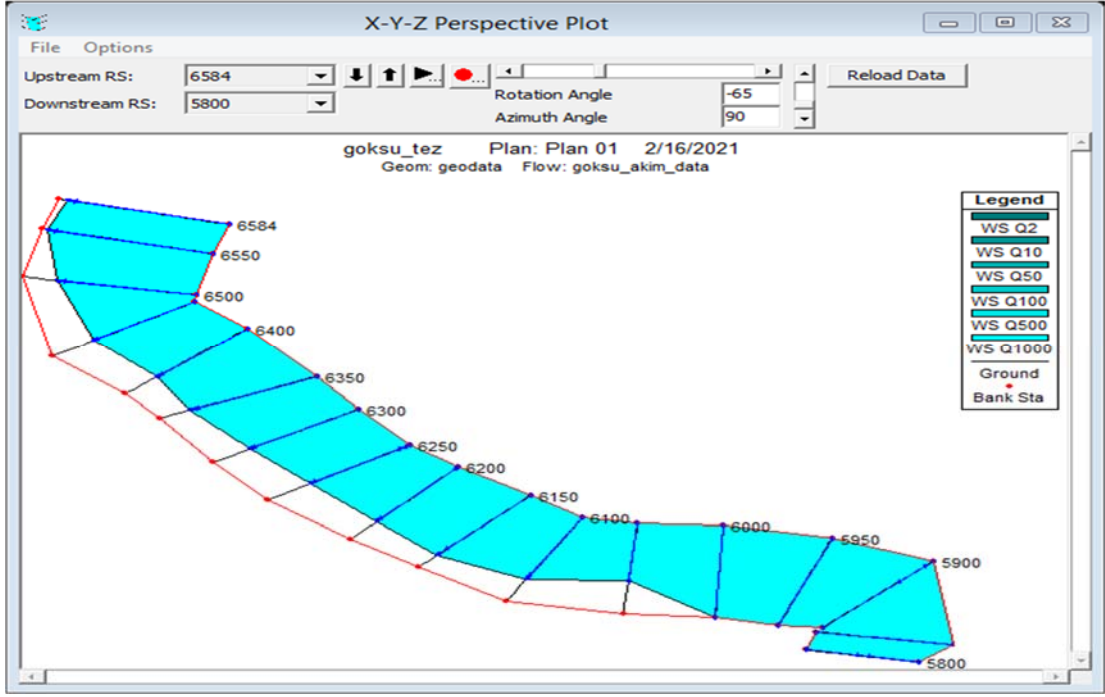 X-Y-Z Perspective Plot
File Options
Upstream RS: 6584
Downstream RS: 5800
Rotation Angle -65
Azimuth Angle 90
Reload Data
goksu_tez Plan: Plan 01 2/16/2021
Geom: geodata Flow: goksu_akim_data
6584
6550
6500
6400
6350
6300
6250
6200
6150
6100
6000
5950
5900
5800
Legend
WS Q2
WS Q10
WS Q50
WS Q100
WS Q500
WS Q1000
Ground
Bank Sta